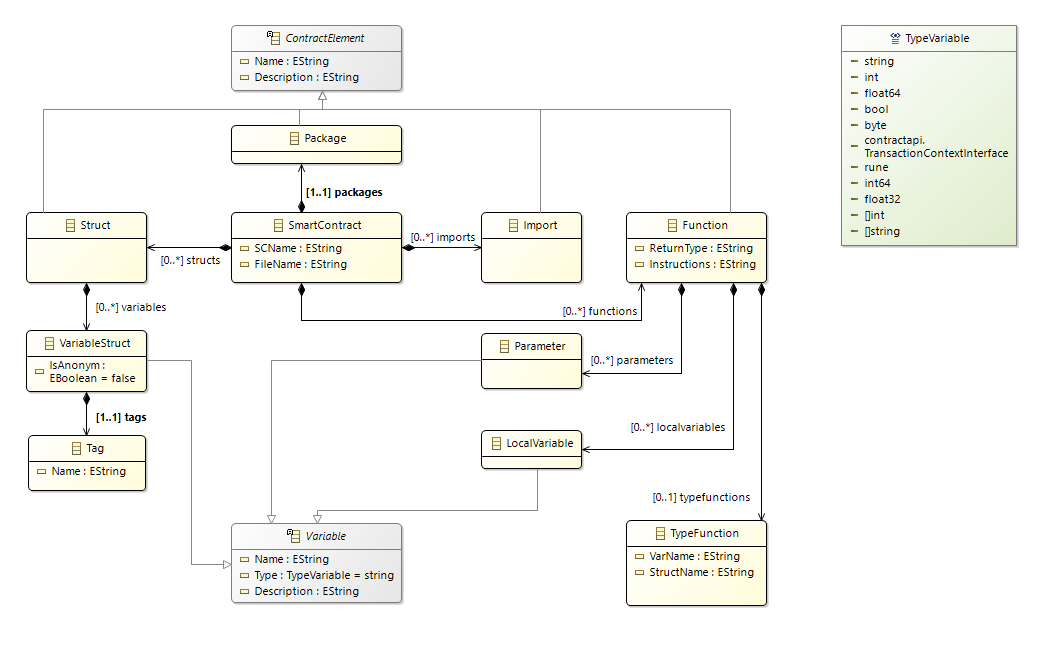 ContractElement
Name : EString
Description : EString
TypeVariable
string
int
float64
bool
byte
contractapi.
TransactionContextInterface
rune
int64
float32
[]int
[]string
Package
[1..1] packages
Struct
SmartContract
SCName : EString
FileName : EString
[0..*] imports
Import
Function
ReturnType : EString
Instructions : EString
[0..*] structs
[0..*] variables
[0..*] functions
VariableStruct
IsAnonym :
EBoolean = false
Parameter
[0..*] parameters
[1..1] tags
Tag
Name : EString
LocalVariable
[0..*] localvariables
[0..1] typefunctions
Variable
Name : EString
Type : TypeVariable = string
Description : EString
TypeFunction
VarName : EString
StructName : EString